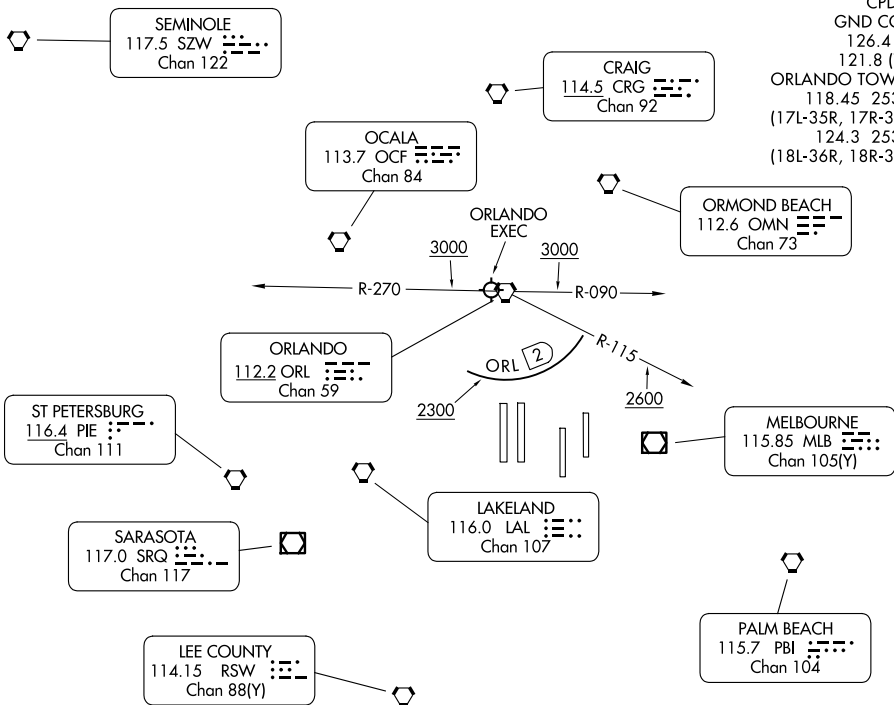 SEMINOLE
117.5 SZW
Chan 122
CPD
GND CO
126.4
121.8 (
ORLANDO TOW
118.45 253
(17L-35R, 17R-3
124.3 253
(18L-36R, 18R-3
CRAIG
114.5 CRG
Chan 92
OCALA
113.7 OCF
Chan 84
ORMOND BEACH
112.6 OMN
Chan 73
ORLANDO
EXEC
3000
3000
R-270
R-090
R-115
ORLANDO
112.2 ORL
Chan 59
ORL 2
2300
2600
ST PETERSBURG
116.4 PIE
Chan 111
MELBOURNE
115.85 MLB
Chan 105(Y)
LAKELAND
116.0 LAL
Chan 107
SARASOTA
117.0 SRQ
Chan 117
PALM BEACH
115.7 PBI
Chan 104
LEE COUNTY
114.15 RSW
Chan 88(Y)